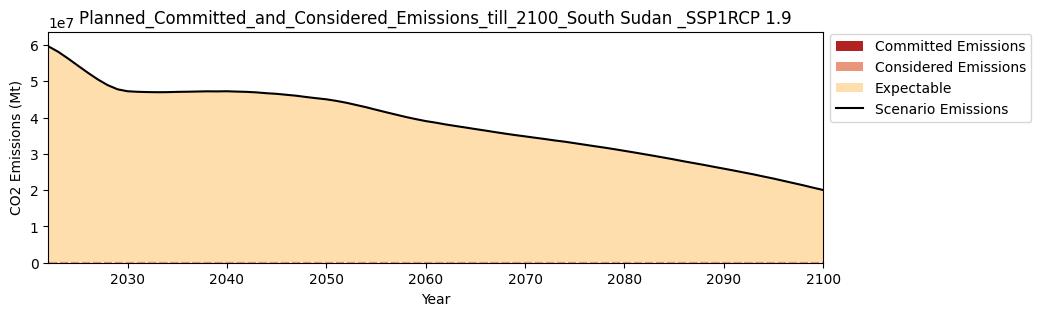 Planned_Committed_and_Considered_Emissions_till_2100_South Sudan _SSP1RCP 1.9
1e7
6
5
4
3
2
1
0
CO2 Emissions (Mt)
2030 2040 2050 2060 2070 2080 2090 2100
Year
Committed Emissions
Considered Emissions
Expectable
Scenario Emissions